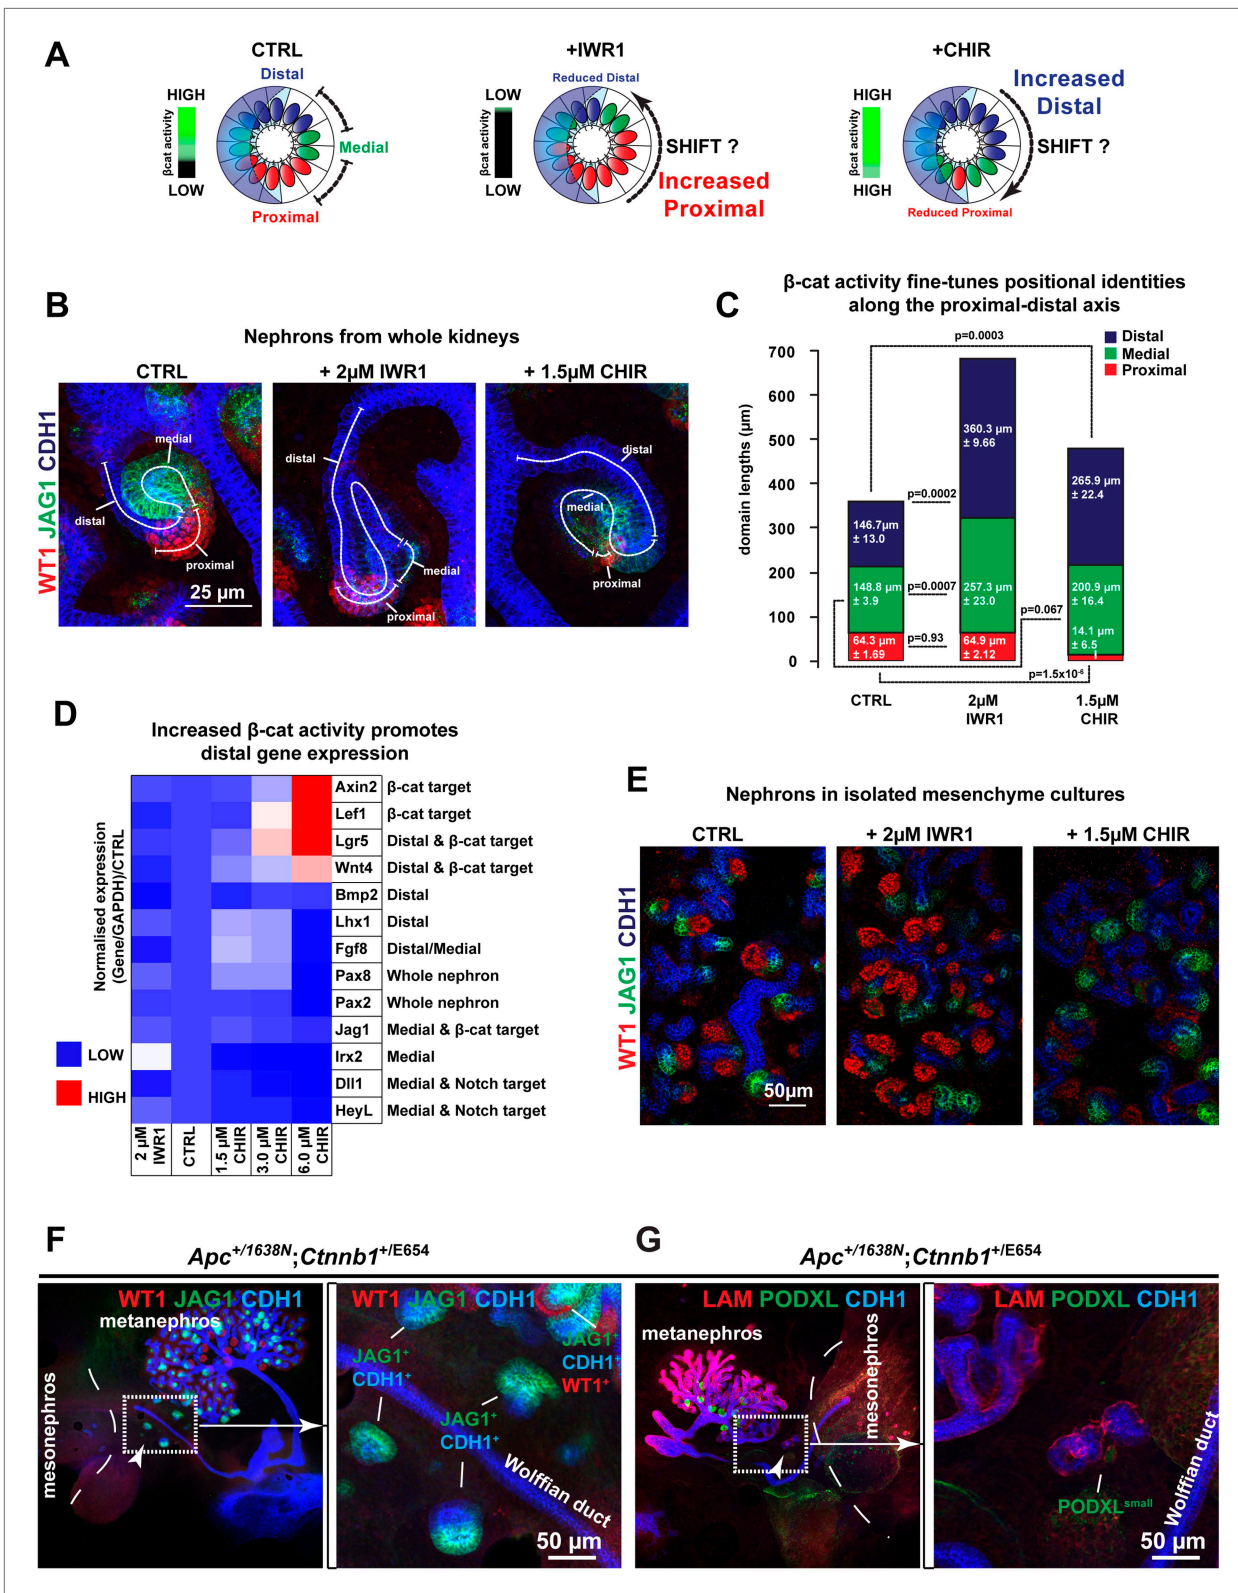 A
CTRL
Distal
HIGH
βcat activity
LOW
Medial
Proximal
+IWR1
Reduced Distal
LOW
βcat activity
LOW
SHIFT ?
Increased
Proximal
+CHIR
Increased
Distal
HIGH
βcat activity
HIGH
SHIFT ?
Reduced Proximal
B
Nephrons from whole kidneys
CTRL
+ 2μM IWR1
+ 1.5μM CHIR
WT1 JAG1 CDH1
medial
distal
proximal
25 μm
distal
medial
proximal
distal
medial
proximal
C
β-cat activity fine-tunes positional identities
along the proximal-distal axis
Distal
Medial
Proximal
p=0.0003
domain lengths (μm)
700
600
500
400
300
200
100
0
146.7μm
± 13.0
148.8 μm
± 3.9
64.3 μm
± 1.69
p=0.0002
p=0.0007
p=0.93
360.3 μm
± 9.66
257.3 μm
± 23.0
64.9 μm
± 2.12
p=0.067
265.9 μm
± 22.4
200.9 μm
± 16.4
14.1 μm
± 6.5
p=1.5x10-6
CTRL
2μM
IWR1
1.5μM
CHIR
D
Increased β-cat activity promotes
distal gene expression
Normalised expression
(Gene/GAPDH)/CTRL
LOW
HIGH
Axin2 β-cat target
Lef1 β-cat target
Lgr5 Distal & β-cat target
Wnt4 Distal & β-cat target
Bmp2 Distal
Lhx1 Distal
Fgf8 Distal/Medial
Pax8 Whole nephron
Pax2 Whole nephron
Jag1 Medial & β-cat target
Irx2 Medial
Dll1 Medial & Notch target
HeyL Medial & Notch target
2 μM
IWR1
CTRL
1.5 μM
CHIR
3.0 μM
CHIR
6.0 μM
CHIR
E
Nephrons in isolated mesenchyme cultures
CTRL
+ 2μM IWR1
+ 1.5μM CHIR
WT1 JAG1 CDH1
50μm
F
Apc+/1638N;Ctnnb1+/E654
WT1 JAG1 CDH1
metanephros
mesonephros
WT1 JAG1 CDH1
JAG1+
CDH1+
JAG1+
CDH1+
WT1+
JAG1+
CDH1+
Wolffian duct
50 μm
G
Apc+/1638N;Ctnnb1+/E654
LAM PODXL CDH1
metanephros
mesonephros
LAM PODXL CDH1
PODXLsmall
Wolffian duct
50 μm